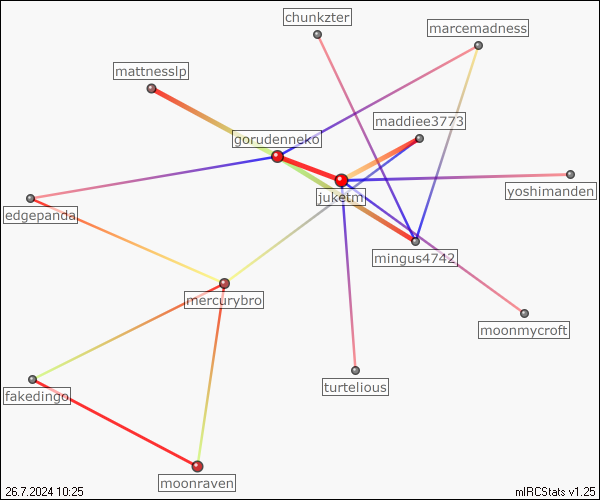 chunkzter
marcemadness
mattnesslp
maddiee3773
gorudenneko
yoshimanden
juketm
edgepanda
mingus4742
mercurybro
moonmycroft
turtelious
fakedingo
moonraven
26.7.2024 10:25
mIRCStats v1.25